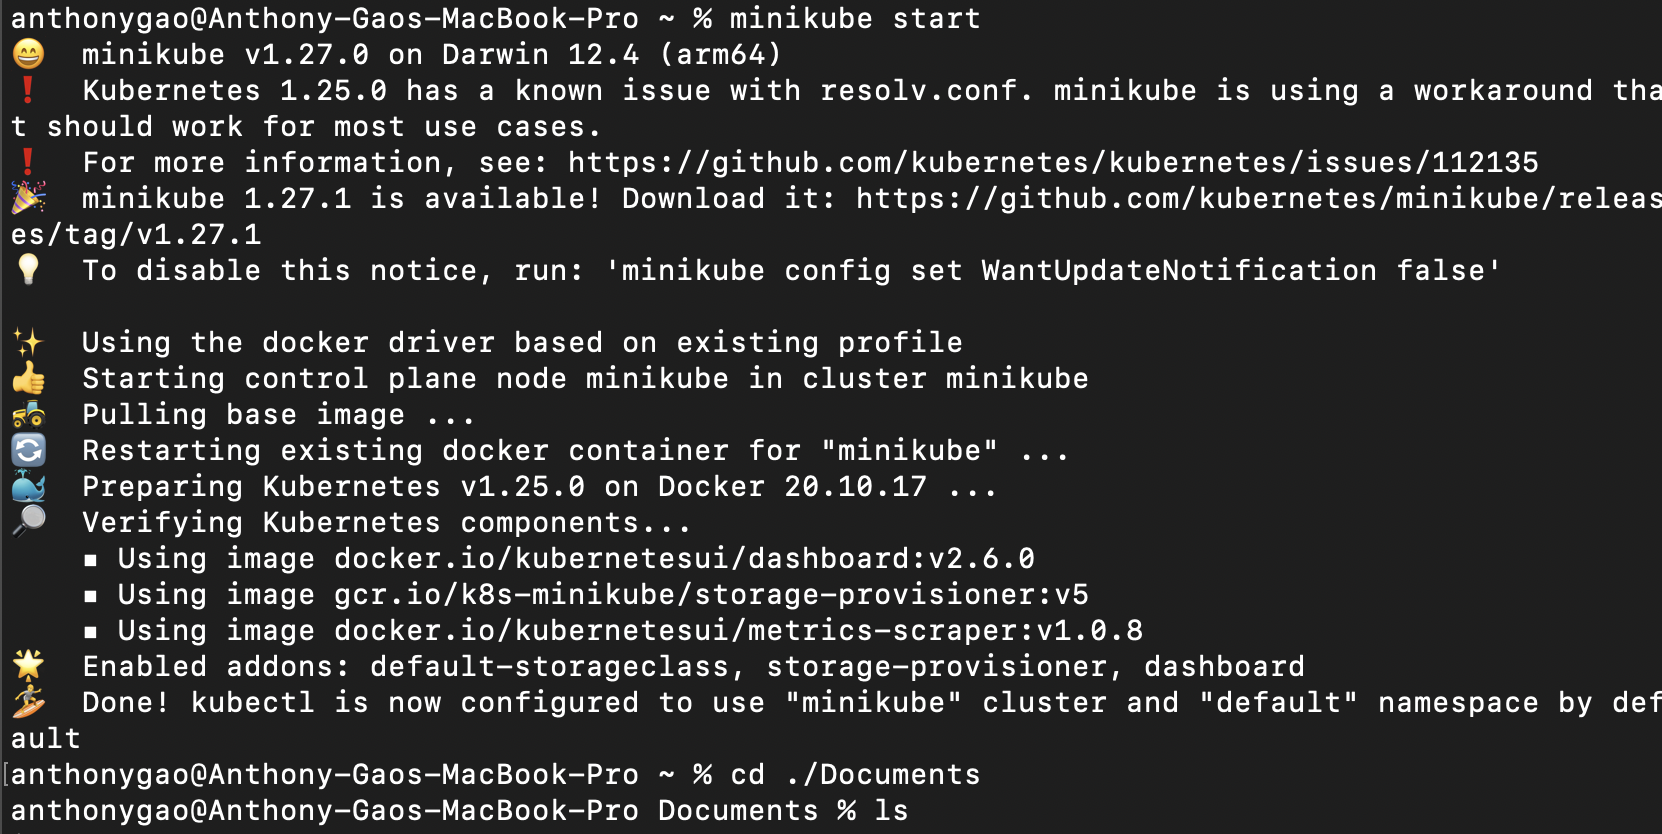 anthonygao@Anthony-Gaos-MacBook-Pro ~ % minikube start
😄  minikube v1.27.0 on Darwin 12.4 (arm64)
❗  Kubernetes 1.25.0 has a known issue with resolv.conf. minikube is using a workaround tha
t should work for most use cases.
❗  For more information, see: https://github.com/kubernetes/kubernetes/issues/112135
🎉  minikube 1.27.1 is available! Download it: https://github.com/kubernetes/minikube/releas
es/tag/v1.27.1
💡  To disable this notice, run: 'minikube config set WantUpdateNotification false'
✨  Using the docker driver based on existing profile
👍  Starting control plane node minikube in cluster minikube
🚜  Pulling base image ...
🔄  Restarting existing docker container for "minikube" ...
🐳  Preparing Kubernetes v1.25.0 on Docker 20.10.17 ...
🔎  Verifying Kubernetes components...
    ▪ Using image docker.io/kubernetesui/dashboard:v2.6.0
    ▪ Using image gcr.io/k8s-minikube/storage-provisioner:v5
    ▪ Using image docker.io/kubernetesui/metrics-scraper:v1.0.8
🌟  Enabled addons: default-storageclass, storage-provisioner, dashboard
🏄  Done! kubectl is now configured to use "minikube" cluster and "default" namespace by def
ault
[anthonygao@Anthony-Gaos-MacBook-Pro ~ % cd ./Documents
anthonygao@Anthony-Gaos-MacBook-Pro Documents % ls